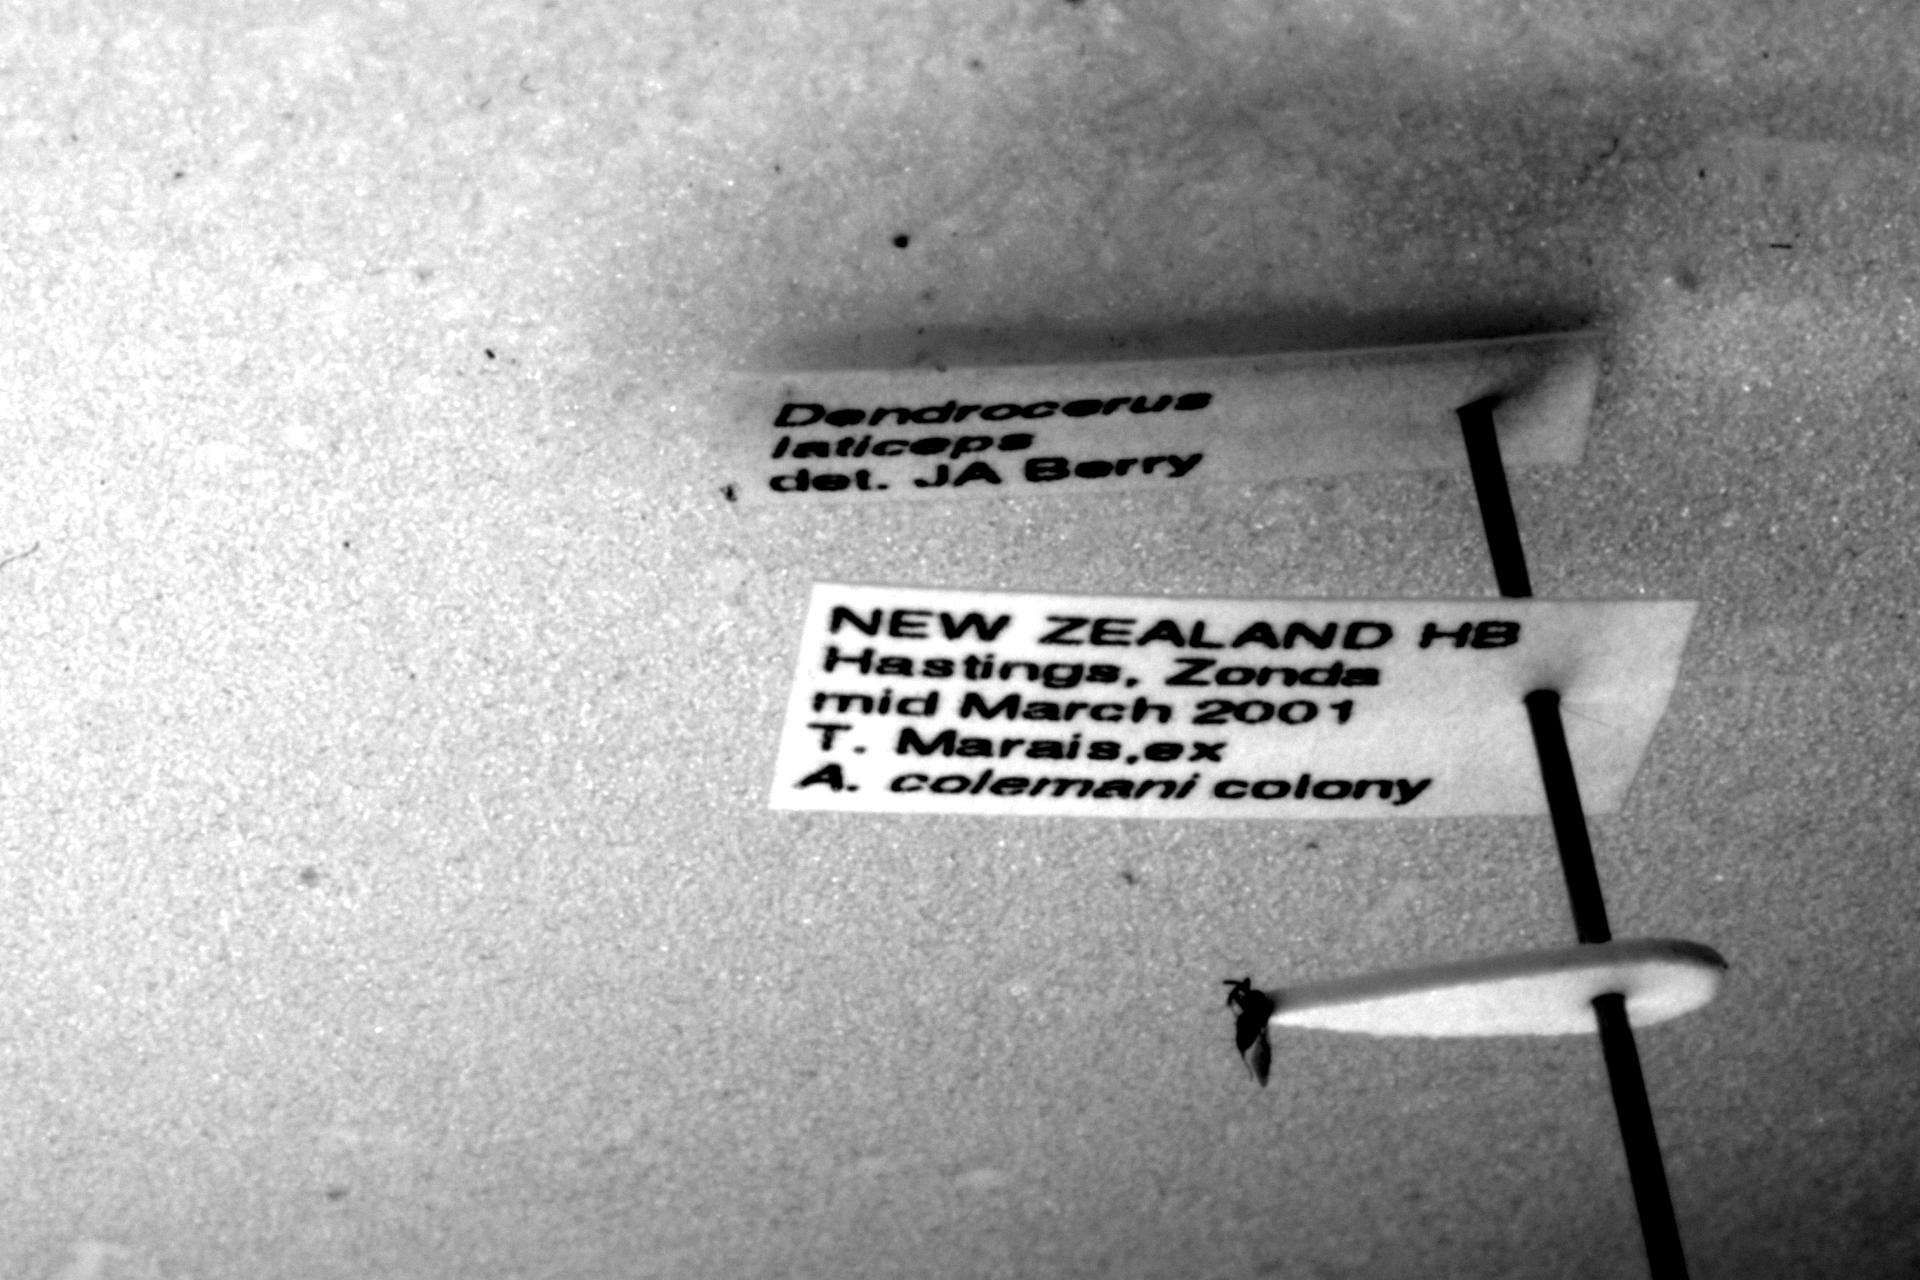 Dendrocerus
laticeps
det. JA Berry
NEW ZEALAND HB
Hastings, Zonda
mid March 2001
T. Marais,ex
A. colemani colony